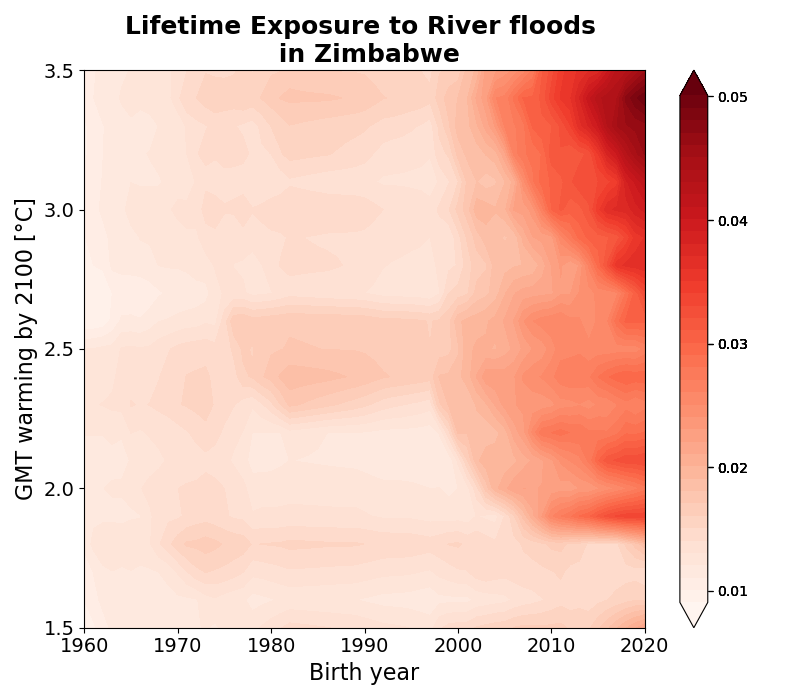 Lifetime Exposure to River floods
in Zimbabwe
GMT warming by 2100 [°C]
3.5
3.0
2.5
2.0
1.5
1960 1970 1980 1990 2000 2010 2020
Birth year
0.05
0.04
0.03
0.02
0.01